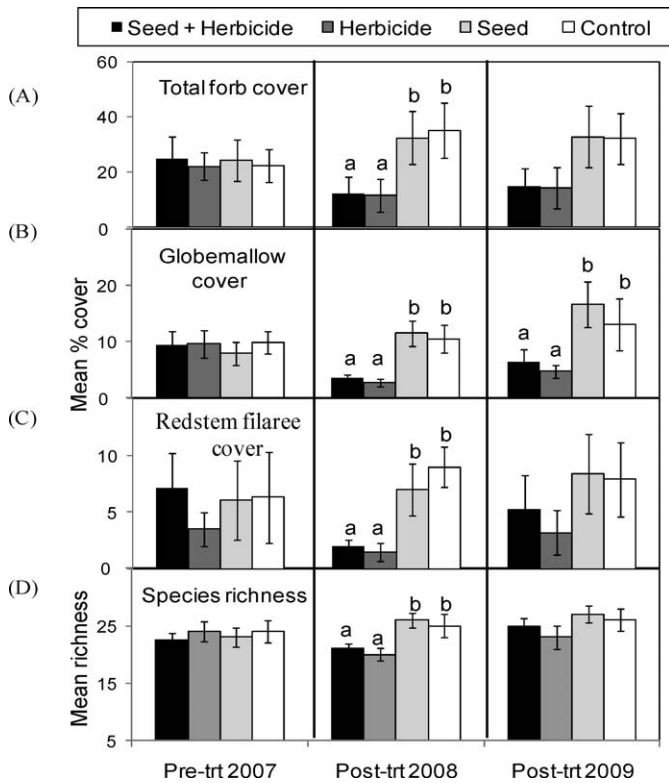 Seed + Herbicide Herbicide Seed Control
(A)
Total forb cover
60
40
20
0
b b
a a
(B)
Globemallow
cover
20
10
0
b b
a a
b
b
a
a
Mean % cover
(C)
Redstem filaree
cover
10
5
0
b
b
a a
(D)
Species richness
25
15
5
b b
a a
Mean richness
Pre-trt 2007 Post-trt 2008 Post-trt 2009